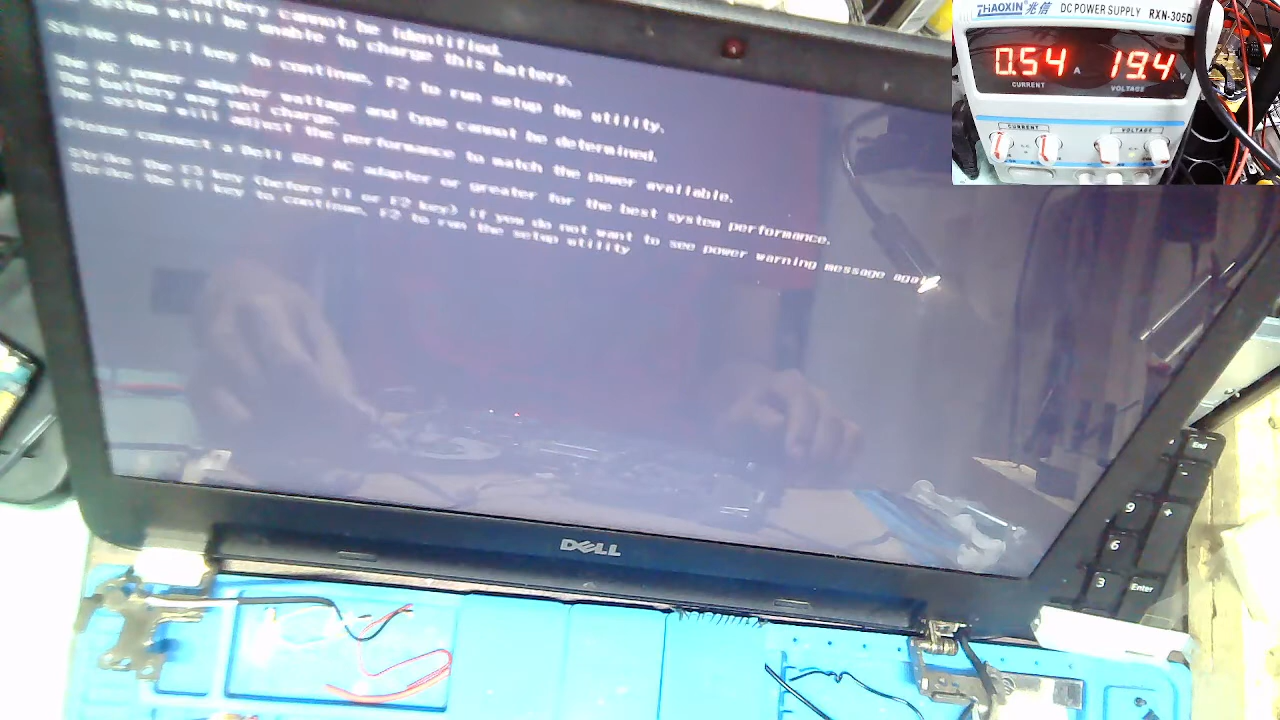 battery cannot be identified.
system will be unable to charge this battery.
Strike the F1 key to continue, F2 to run setup the utility.
The AC power adapter wattage and type cannot be determined.
The battery may not charge.
The system will adjust the performance to match the power available.
Please connect a Dell 65W AC adapter or greater for the best system performance.
Strike the F3 key (before F1 or F2 key) if you do not want to see power warning message again
Strike the F1 key to continue, F2 to run the setup utility
DELL
ZHAOXIN 兆信 DC POWER SUPPLY RXN-305D
0.54 A 19.4 V
CURRENT VOLTAGE
CURRENT VOLTAGE
End
9 +
6
3 Enter